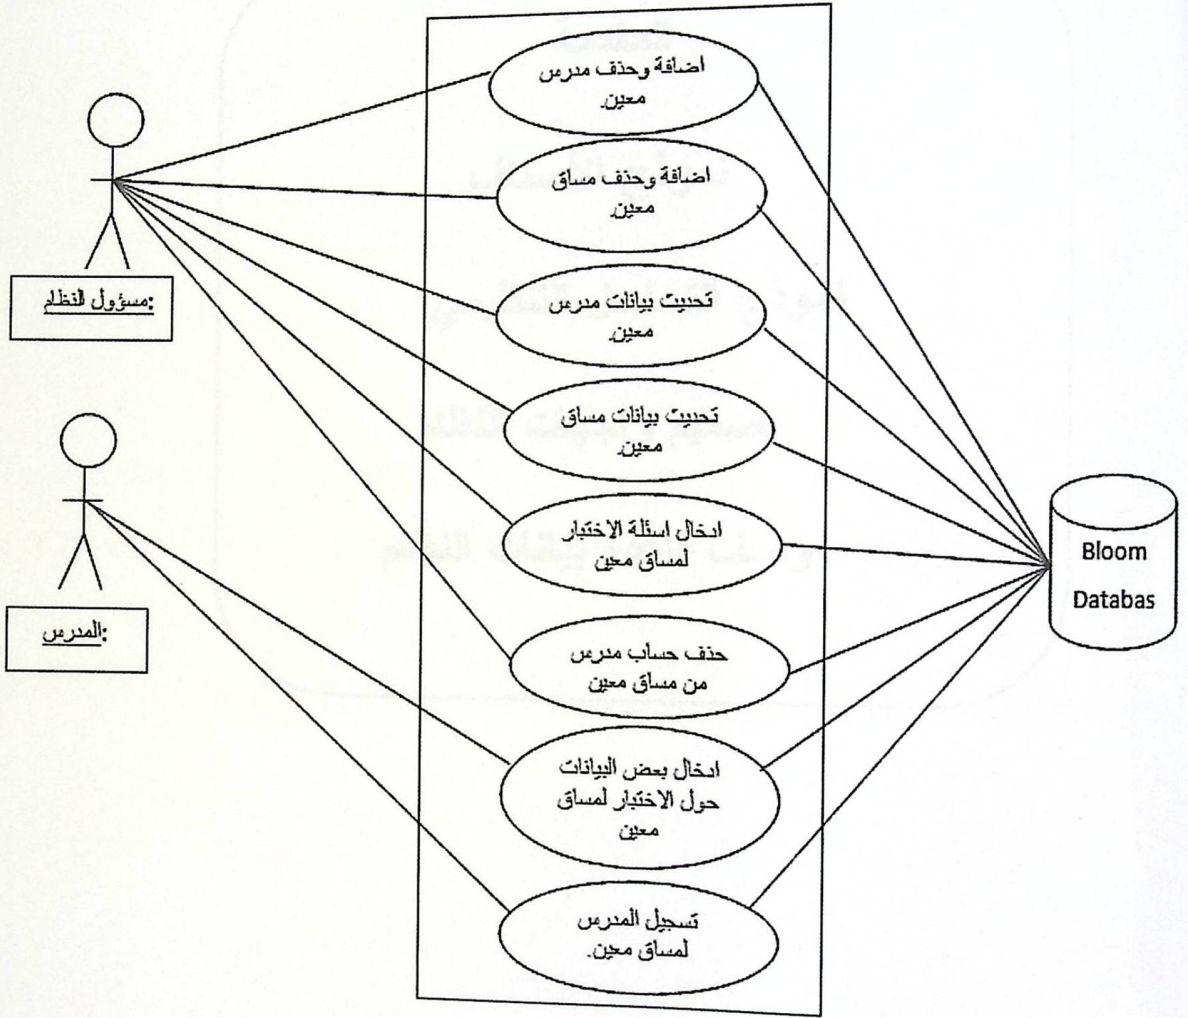 اضافة وحذف مدرس
معين.
اضافة وحذف مساق
معين.
تحديث بيانات مدرس
معين.
تحديث بيانات مساق
معين.
ادخال اسئلة الاختبار
لمساق معين
حذف حساب مدرس
من مساق معين
ادخال بعض البيانات
حول الاختبار لمساق
معين
تسجيل المدرس
لمساق معين.
:مسؤول النظام
:المدرس
Bloom
Databas